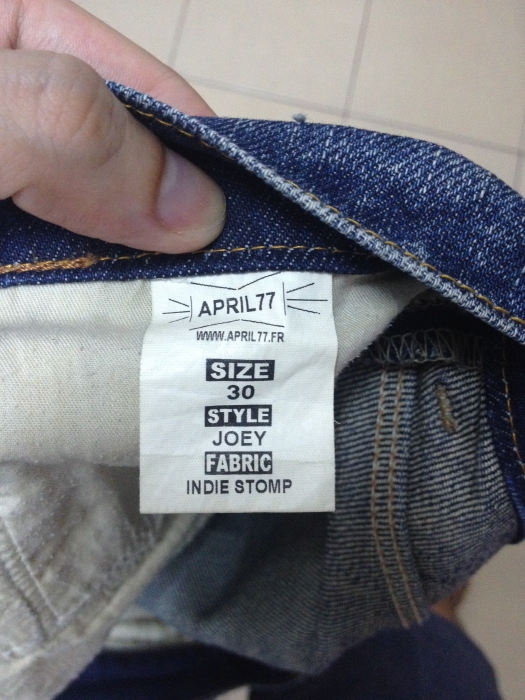 APRIL77
WWW.APRIL77.FR
SIZE
30
STYLE
JOEY
FABRIC
INDIE STOMP